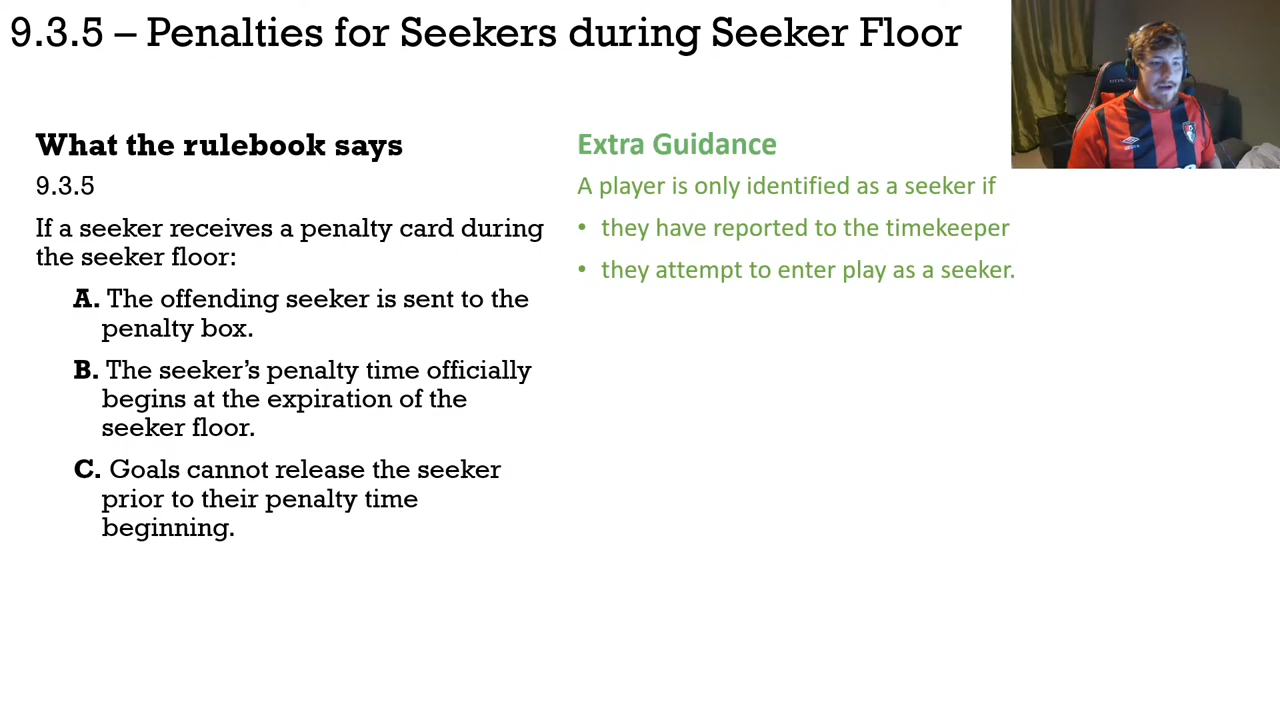 9.3.5 – Penalties for Seekers during Seeker Floor
What the rulebook says
9.3.5
If a seeker receives a penalty card during
the seeker floor:
A. The offending seeker is sent to the
penalty box.
B. The seeker’s penalty time officially
begins at the expiration of the
seeker floor.
C. Goals cannot release the seeker
prior to their penalty time
beginning.
Extra Guidance
A player is only identified as a seeker if
• they have reported to the timekeeper
• they attempt to enter play as a seeker.